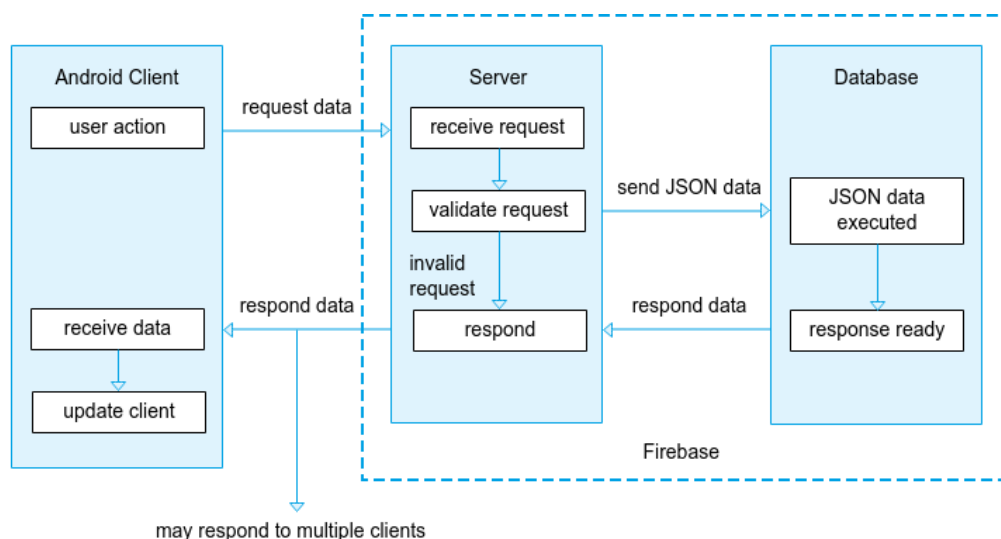 Android Client
user action
request data
Server
receive request
validate request
invalid
request
respond
send JSON data
Database
JSON data
executed
response ready
respond data
respond data
receive data
update client
Firebase
may respond to multiple clients